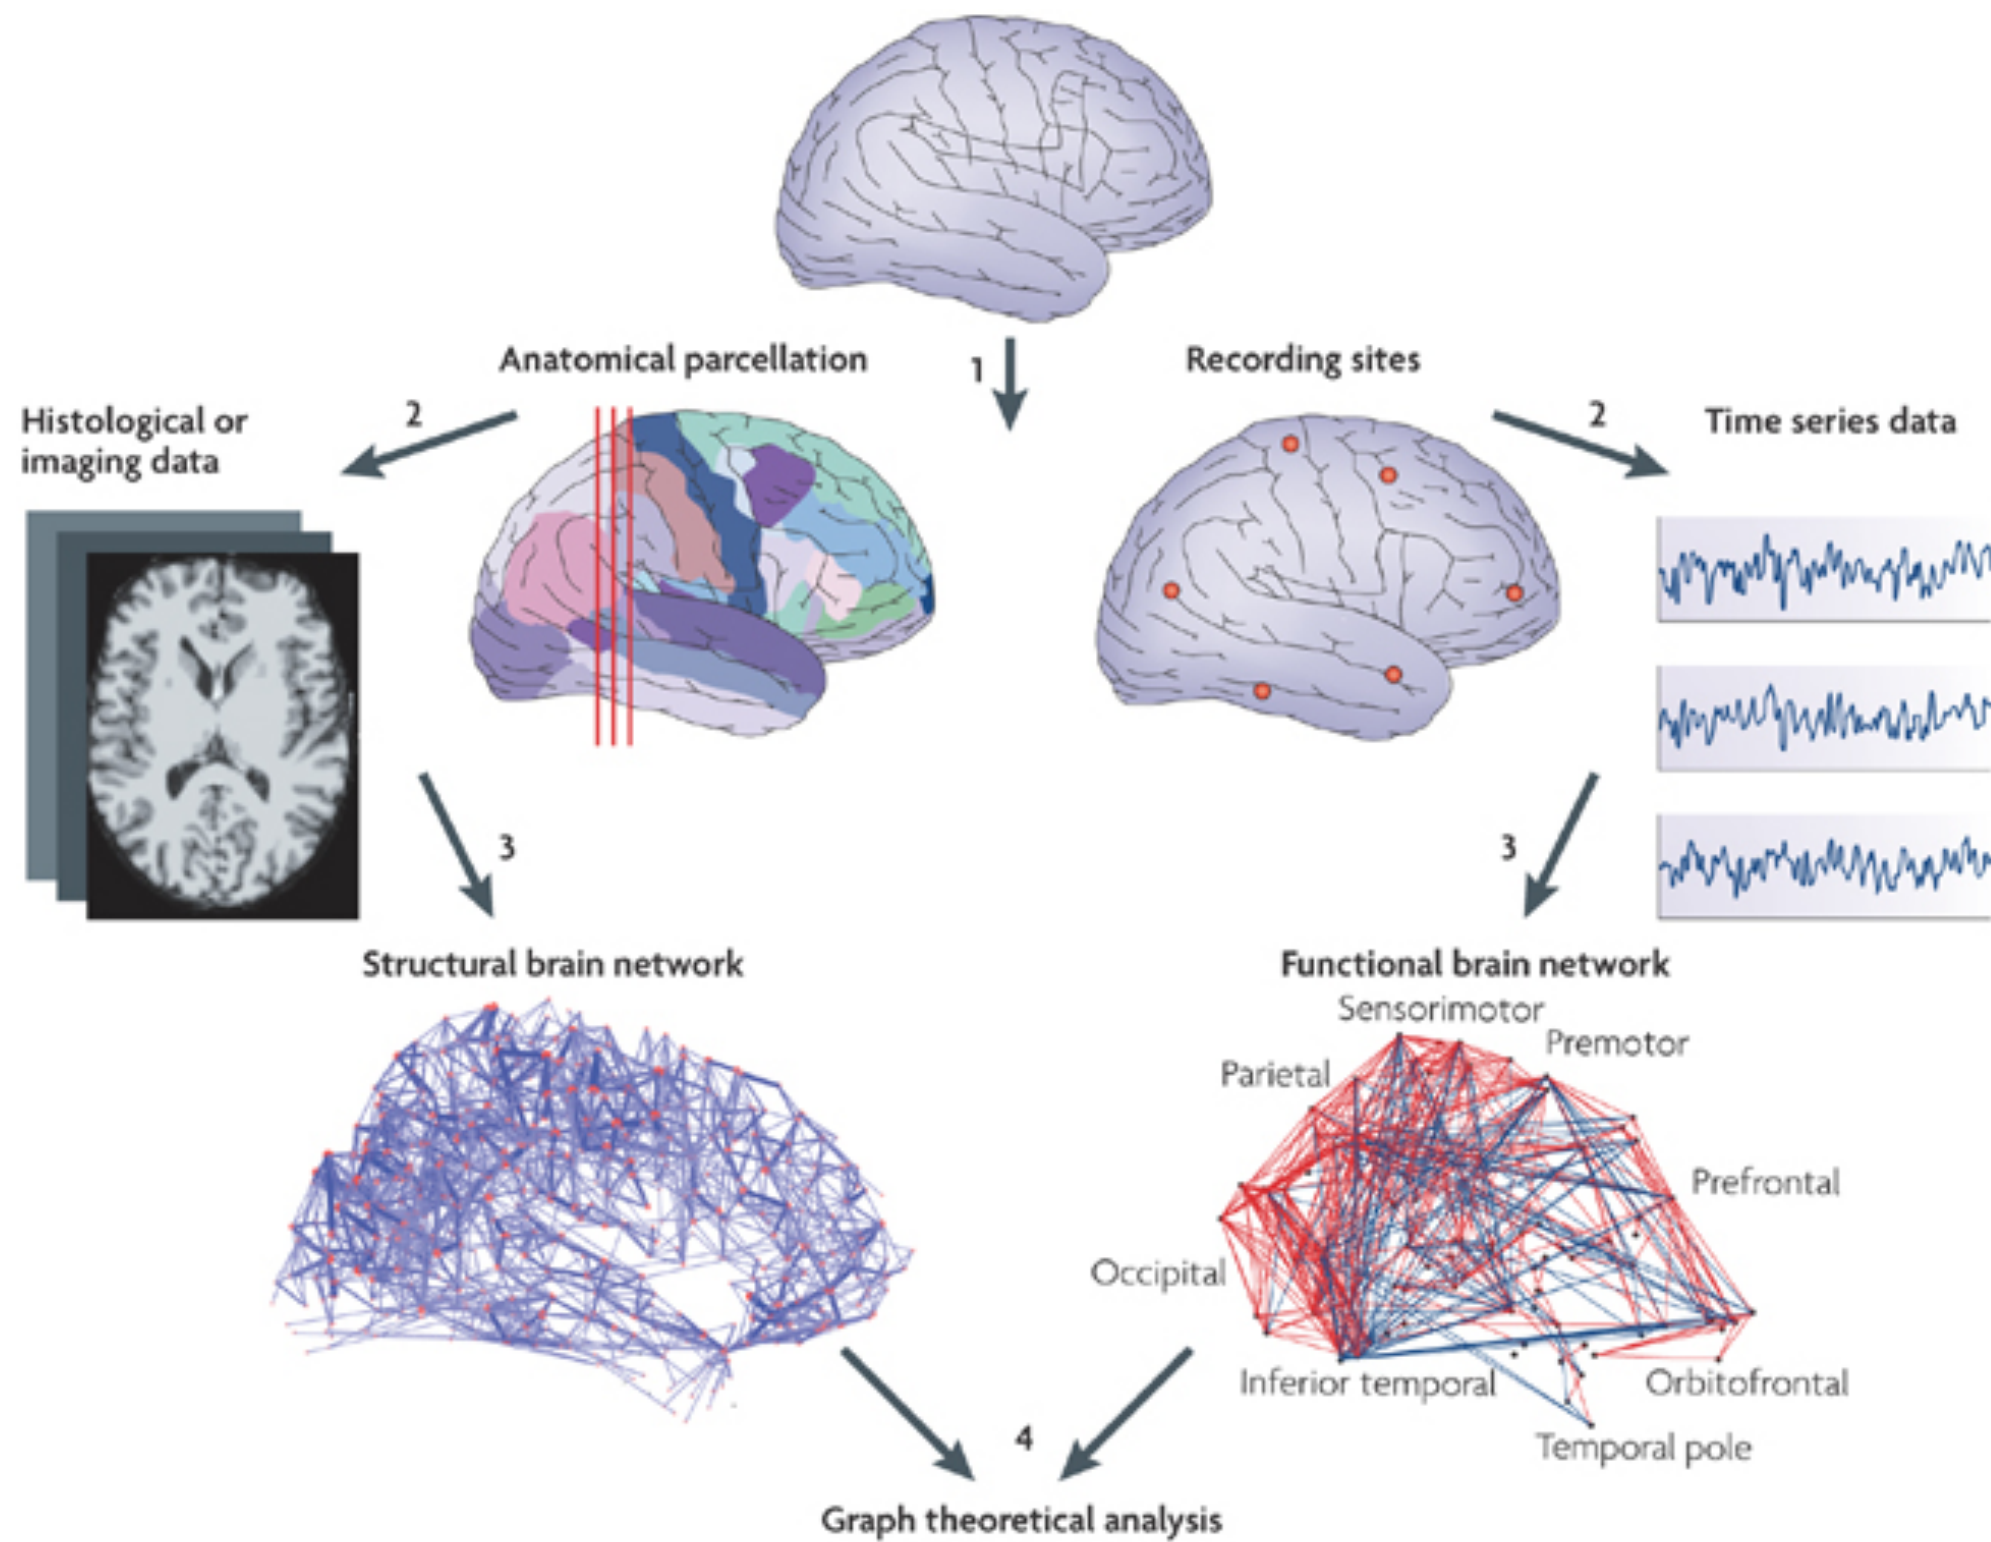 Anatomical parcellation
1
Recording sites
Histological or
imaging data
2
2
Time series data
3
3
Structural brain network
Functional brain network
Sensorimotor
Premotor
Parietal
Prefrontal
Occipital
Inferior temporal
Orbitofrontal
Temporal pole
4
Graph theoretical analysis